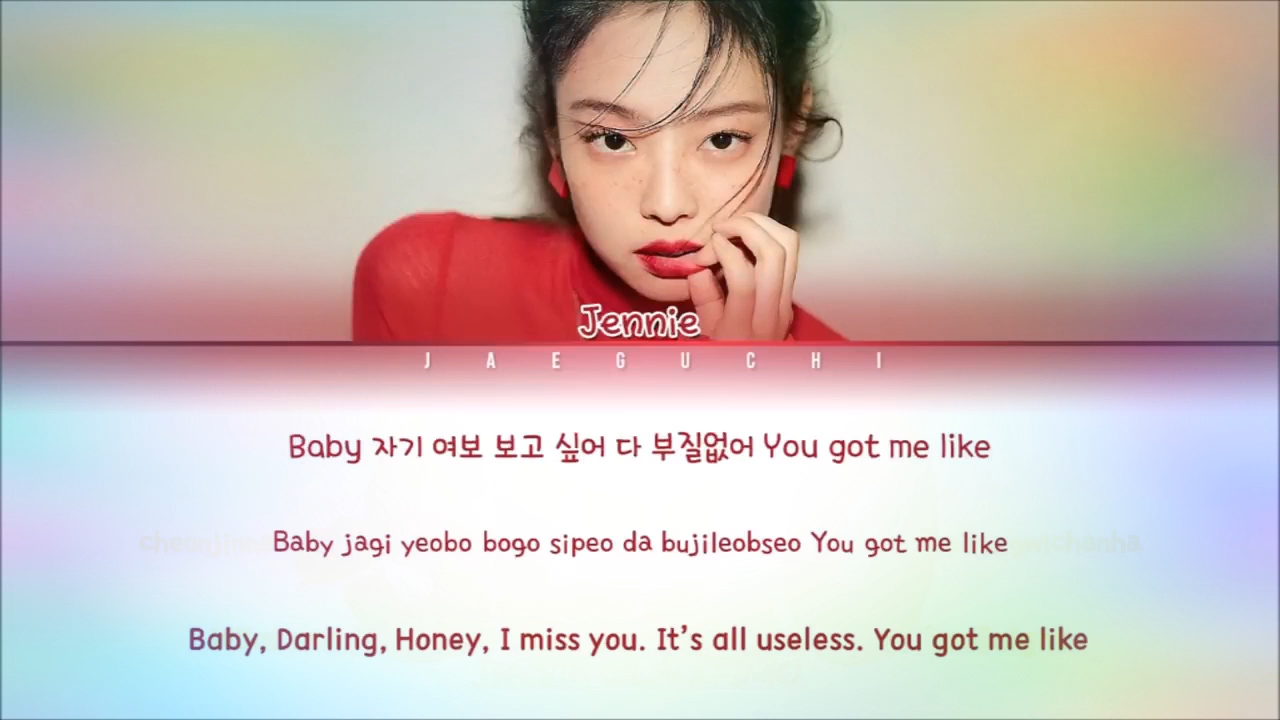 Jennie
JAEGUCHI
Baby 자기 여보 보고 싶어 다 부질없어 You got me like
Baby jagi yeobo bogo sipeo da bujileobseo You got me like
Baby, Darling, Honey, I miss you. It's all useless. You got me like